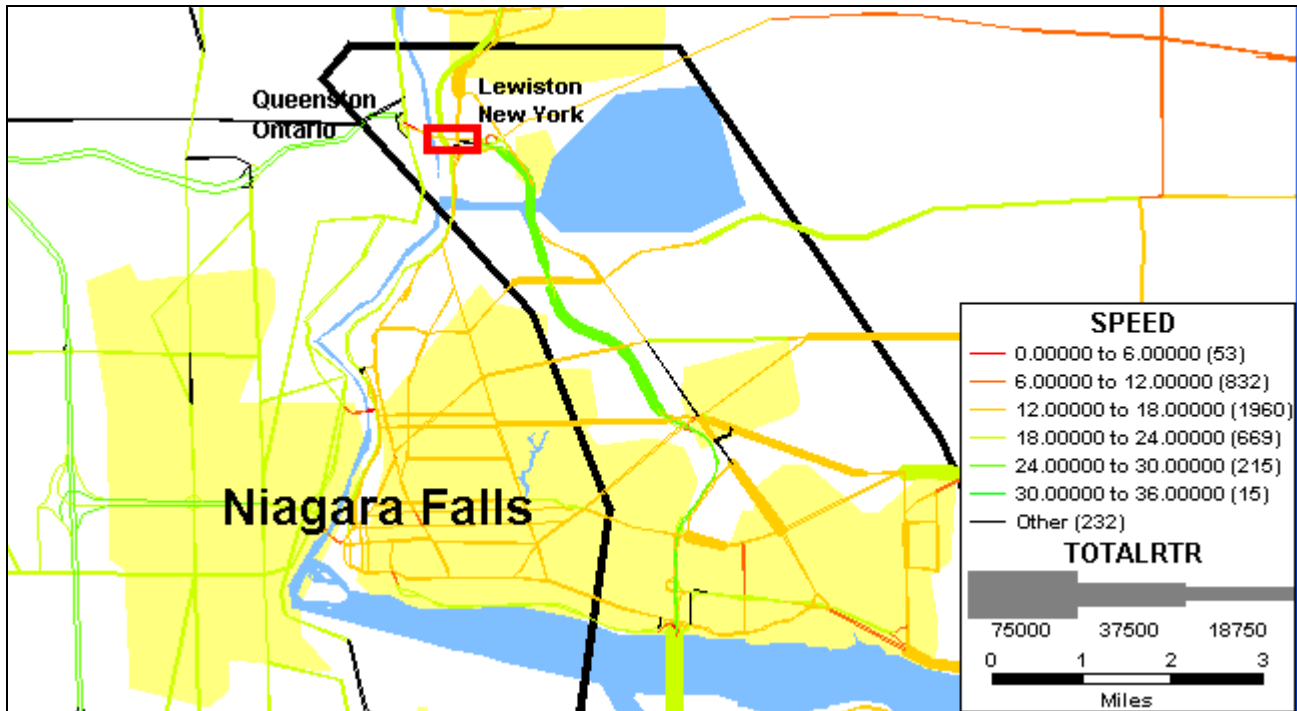 Lewiston
New York
Queenston
Ontario
Niagara Falls
SPEED
0.00000 to 6.00000 (53)
6.00000 to 12.00000 (832)
12.00000 to 18.00000 (1960)
18.00000 to 24.00000 (669)
24.00000 to 30.00000 (215)
30.00000 to 36.00000 (15)
Other (232)
TOTALRTR
75000 37500 18750
0 1 2 3
Miles